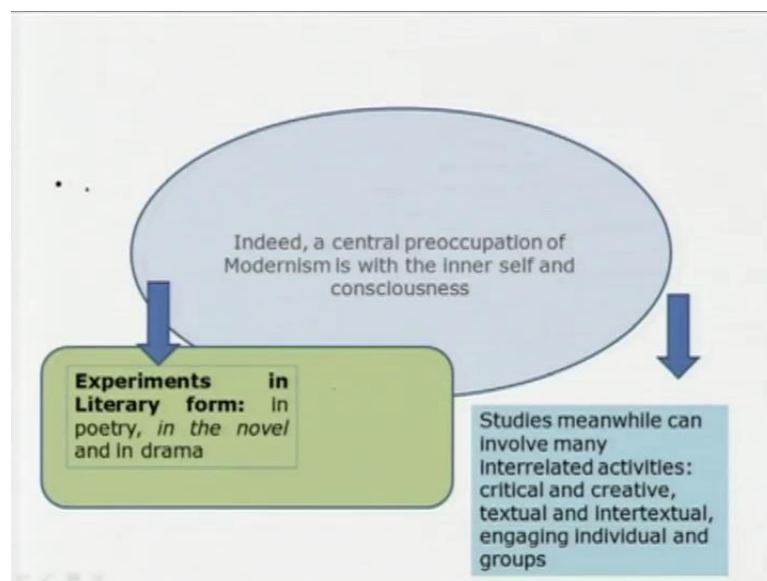 Indeed, a central preoccupation of
Modernism is with the inner self and
consciousness
Experiments in
Literary form: in
poetry, in the novel
and in drama
Studies meanwhile can
involve many
interrelated activities:
critical and creative,
textual and intertextual,
engaging individual and
groups